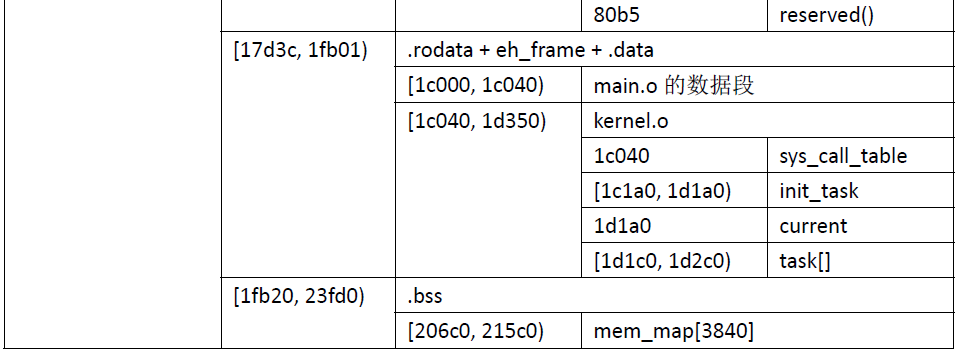 80b5 reserved()
[17d3c, 1fb01) .rodata + eh_frame + .data
[1c000, 1c040) main.o 的数据段
[1c040, 1d350) kernel.o
1c040 sys_call_table
[1c1a0, 1d1a0) init_task
1d1a0 current
[1d1c0, 1d2c0) task[]
[1fb20, 23fd0) .bss
[206c0, 215c0) mem_map[3840]